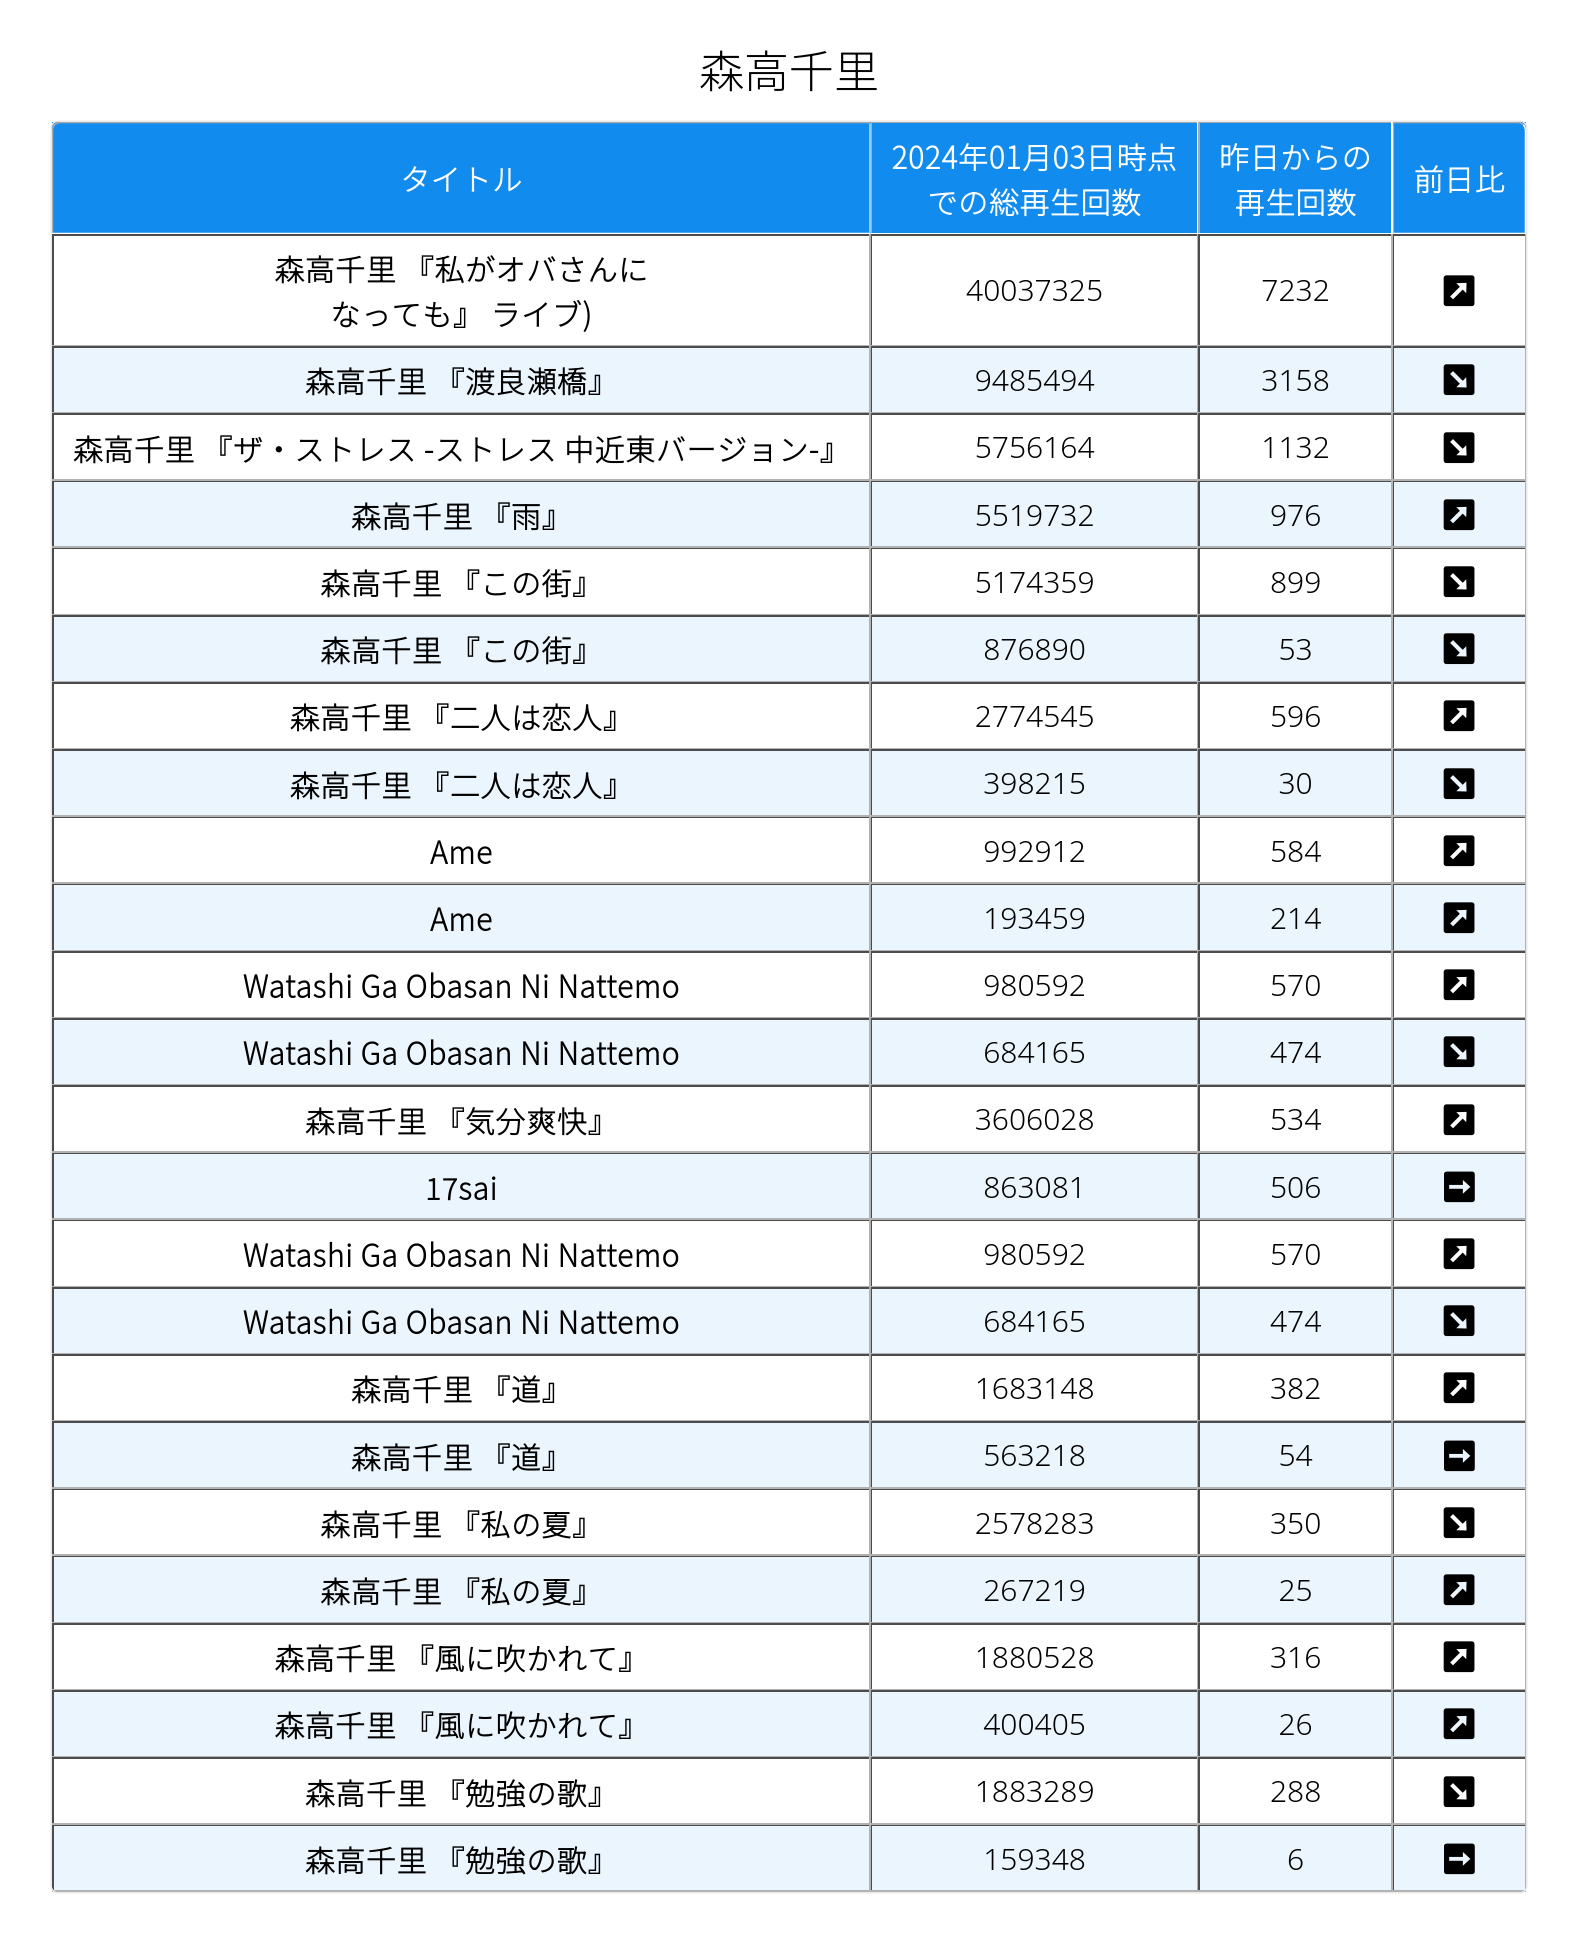 森高千里
タイトル
2024年01月03日時点
での総再生回数
昨日からの
再生回数
前日比
森高千里 『私がオバさんに
なっても』 ライブ)
40037325 7232 ↗
森高千里 『渡良瀬橋』 9485494 3158 ↘
森高千里 『ザ・ストレス -ストレス 中近東バージョン-』 5756164 1132 ↘
森高千里 『雨』 5519732 976 ↗
森高千里 『この街』 5174359 899 ↘
森高千里 『この街』 876890 53 ↘
森高千里 『二人は恋人』 2774545 596 ↗
森高千里 『二人は恋人』 398215 30 ↘
Ame 992912 584 ↗
Ame 193459 214 ↗
Watashi Ga Obasan Ni Nattemo 980592 570 ↗
Watashi Ga Obasan Ni Nattemo 684165 474 ↘
森高千里 『気分爽快』 3606028 534 ↗
17sai 863081 506 →
Watashi Ga Obasan Ni Nattemo 980592 570 ↗
Watashi Ga Obasan Ni Nattemo 684165 474 ↘
森高千里 『道』 1683148 382 ↗
森高千里 『道』 563218 54 →
森高千里 『私の夏』 2578283 350 ↘
森高千里 『私の夏』 267219 25 ↗
森高千里 『風に吹かれて』 1880528 316 ↗
森高千里 『風に吹かれて』 400405 26 ↗
森高千里 『勉強の歌』 1883289 288 ↘
森高千里 『勉強の歌』 159348 6 →